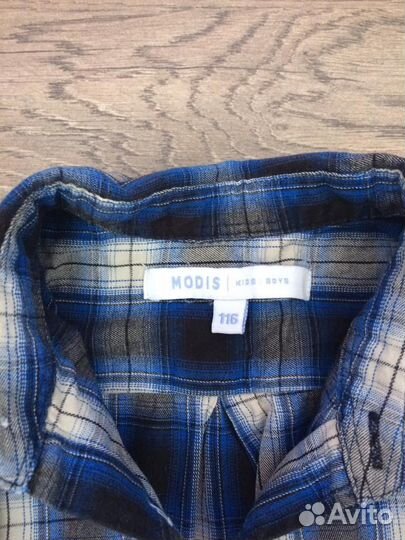 MODIS | KIDS . BOYS
116
Avito